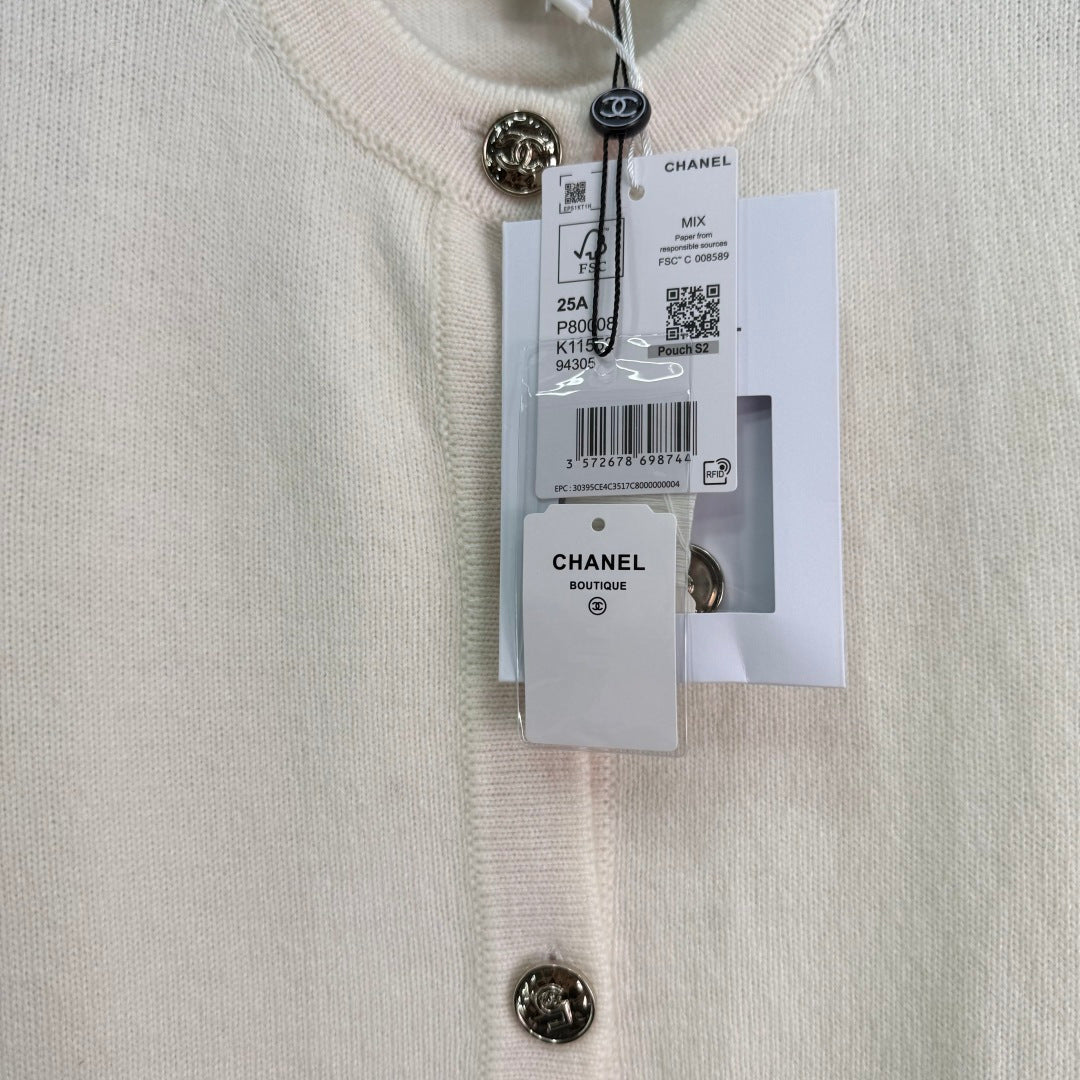 CHANEL
MIX
Paper from
responsible sources
FSC™ C 008589
FSC
25A
P80008
94305
Pouch S2
3 572678 698744
RFID
EPC : 30395CE4C3517C8000000004
CHANEL
BOUTIQUE